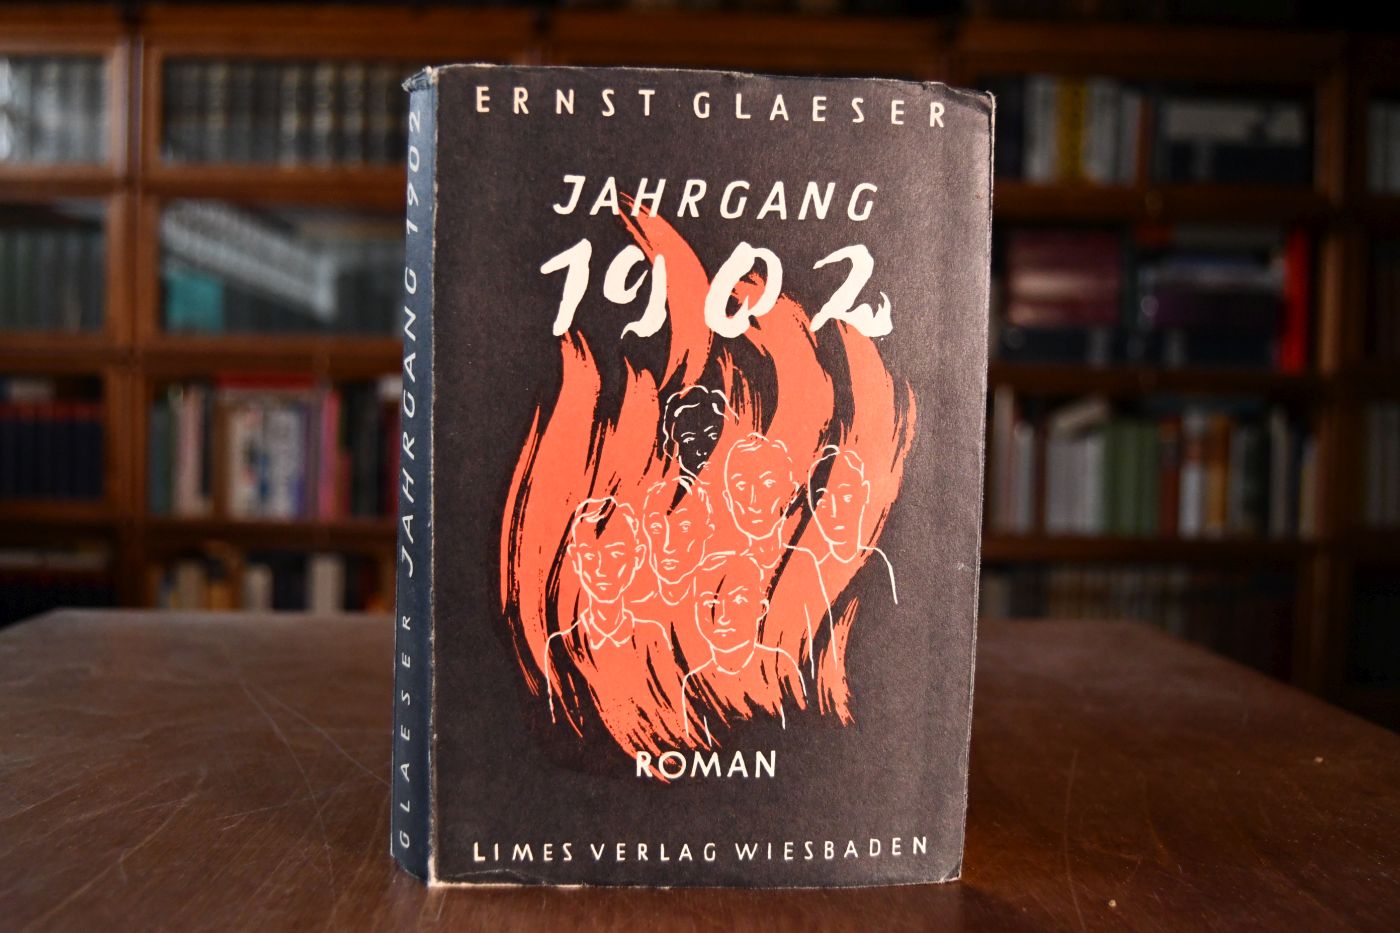 ERNST GLAESER
JAHRGANG
1902
ROMAN
LIMES VERLAG WIESBADEN
GLAESER JAHRGANG 1902